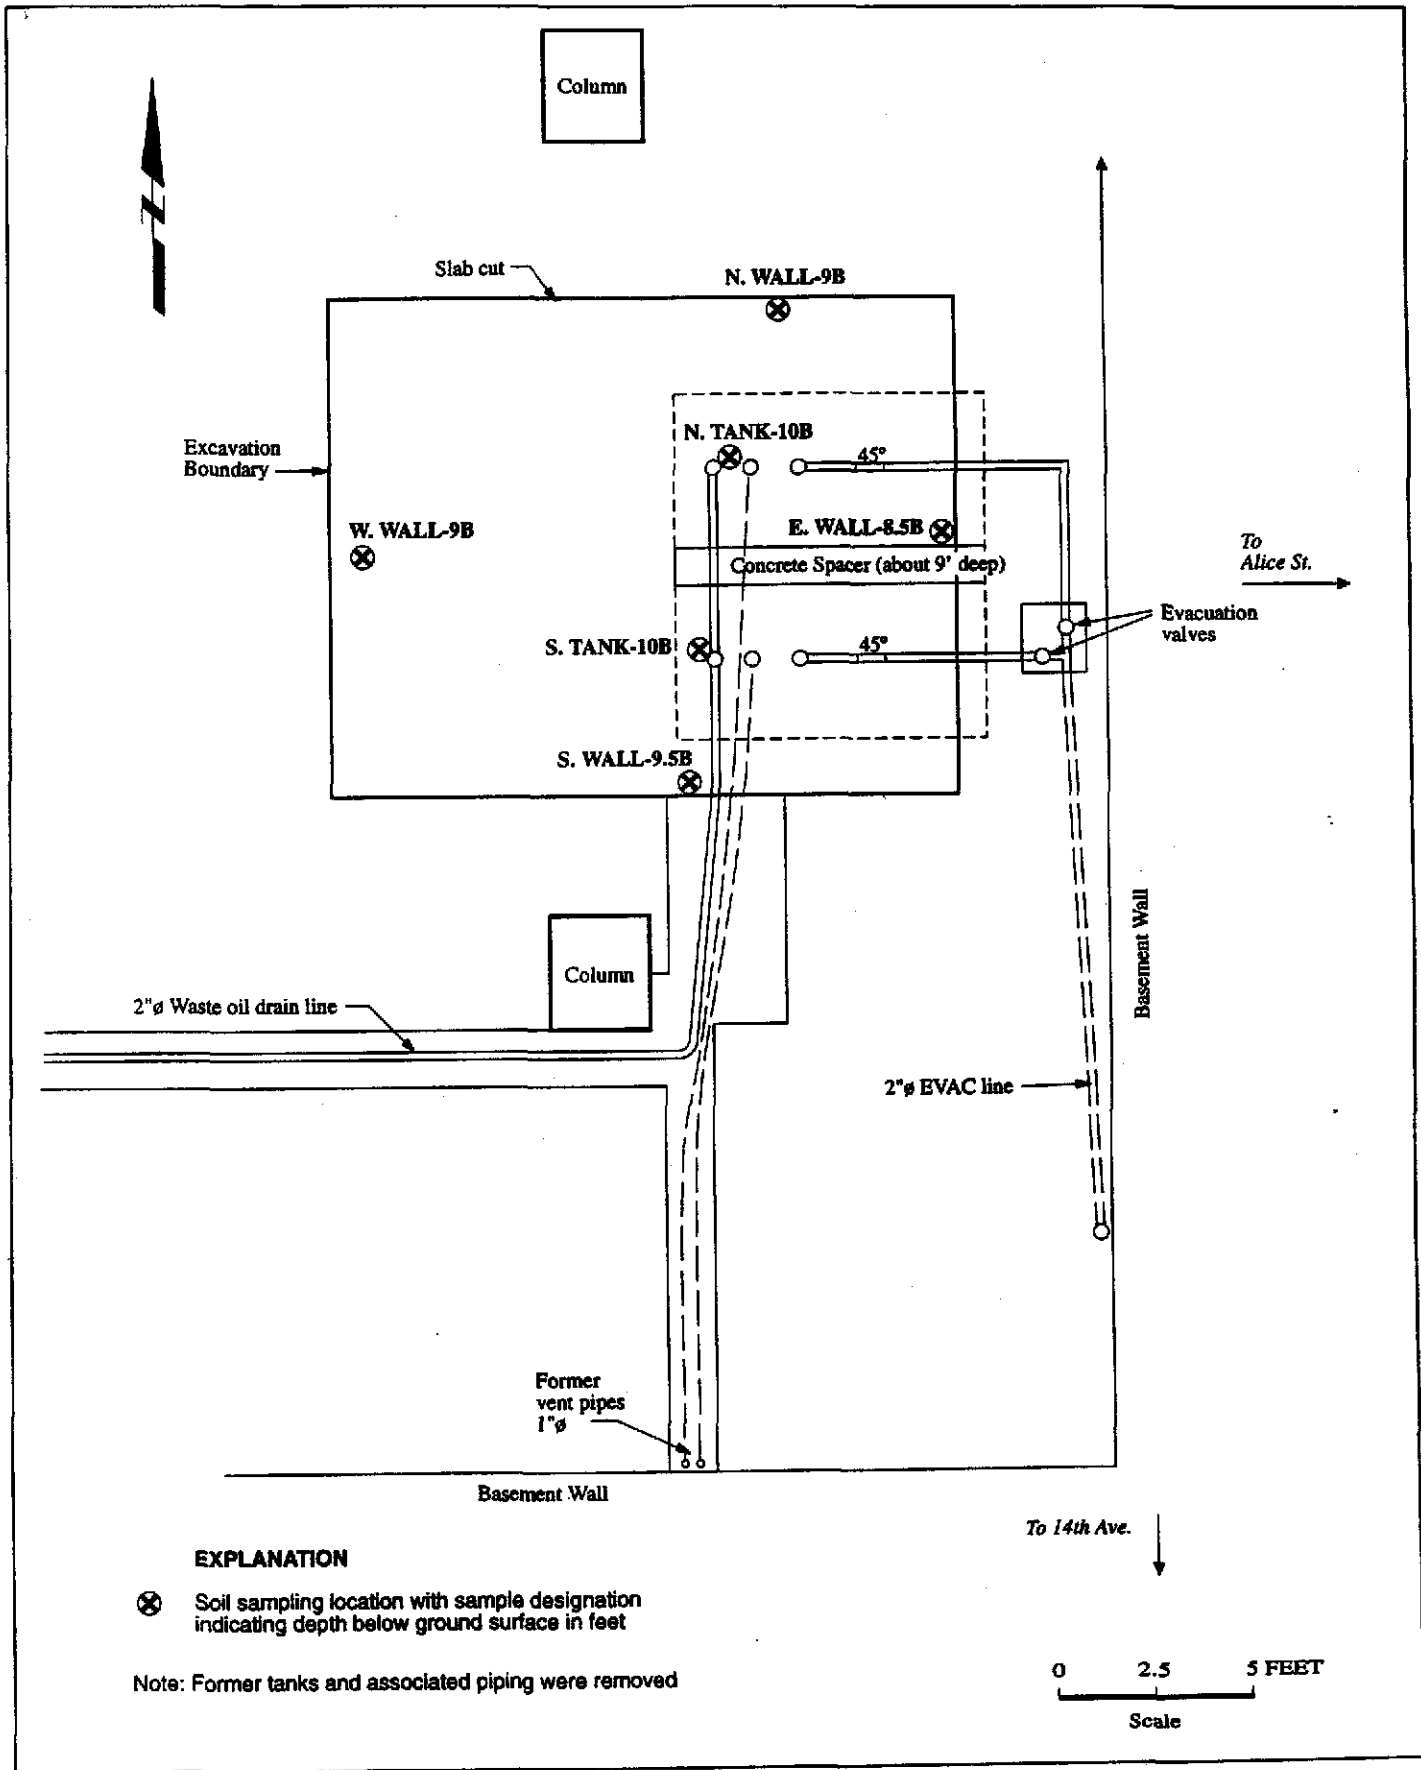 Column
N
Slab cut
N. WALL-9B
Excavation
Boundary
N. TANK-10B
45°
W. WALL-9B
E. WALL-8.5B
Concrete Spacer (about 9' deep)
To
Alice St.
Evacuation
valves
S. TANK-10B
45°
S. WALL-9.5B
Basement Wall
Column
2"ø Waste oil drain line
2"ø EVAC line
Former
vent pipes
1"ø
Basement Wall
To 14th Ave.
EXPLANATION
Soil sampling location with sample designation
indicating depth below ground surface in feet
Note: Former tanks and associated piping were removed
0 2.5 5 FEET
Scale